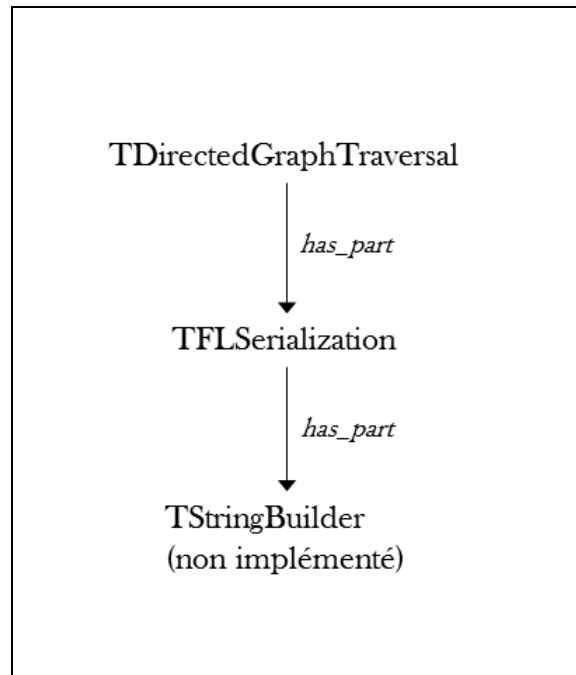 TDirectedGraphTraversal
has_part
TFLSerialization
has_part
TStringBuilder
(non implémenté)